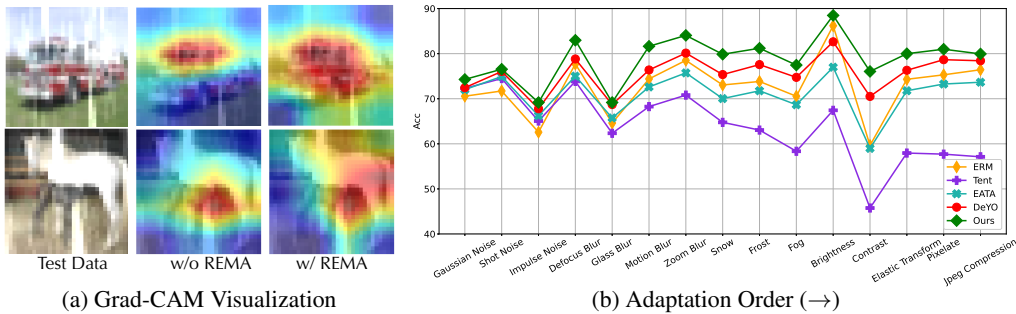 Test Data
w/o REMA
w/ REMA
(a) Grad-CAM Visualization
90
80
70
60
50
40
Acc
ERM
Tent
EATA
DeYO
Ours
Gaussian Noise
Shot Noise
Impulse Noise
Defocus Blur
Glass Blur
Motion Blur
Zoom Blur
Snow
Frost
Fog
Brightness
Contrast
Elastic Transform
Pixelate
Jpeg Compression
(b) Adaptation Order (→)